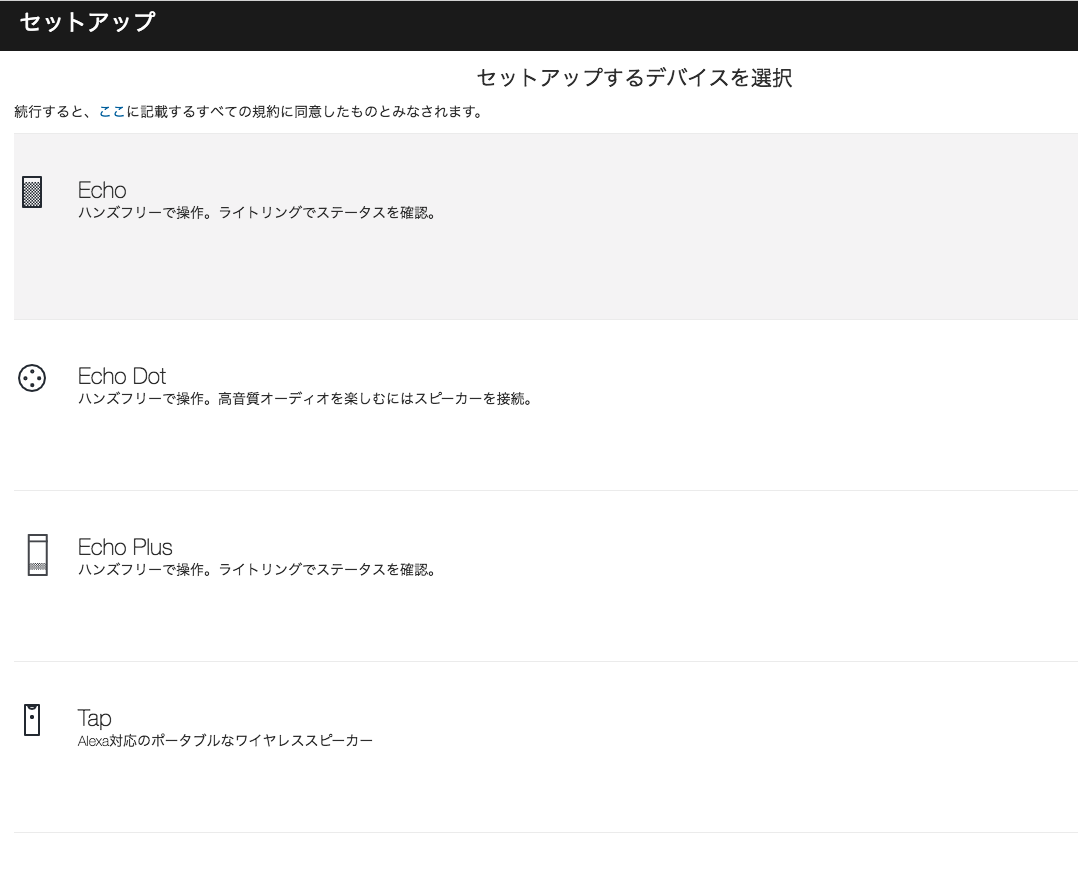 セットアップ
セットアップするデバイスを選択
続行すると、ここに記載するすべての規約に同意したものとみなされます。
Echo
ハンズフリーで操作。ライトリングでステータスを確認。
Echo Dot
ハンズフリーで操作。高音質オーディオを楽しむにはスピーカーを接続。
Echo Plus
ハンズフリーで操作。ライトリングでステータスを確認。
Tap
Alexa対応のポータブルなワイヤレススピーカー